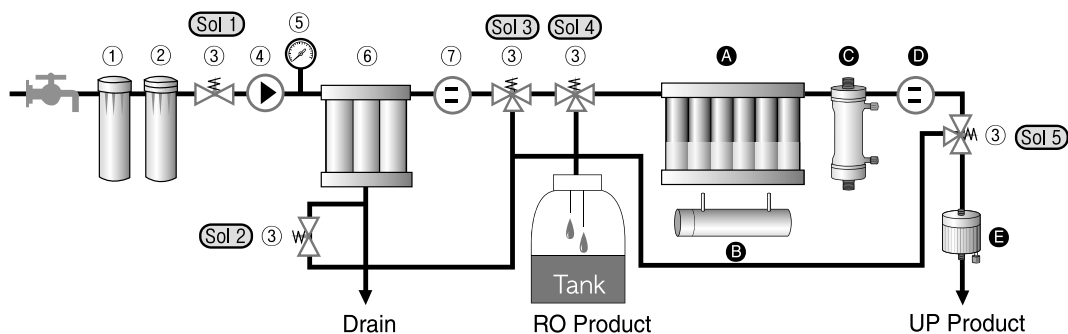 Sol 1
⑤
Sol 3
Sol 4
①
②
③
④
⑥
⑦
③
③
A
C
D
③
Sol 5
Sol 2
③
B
E
Tank
Drain
RO Product
UP Product